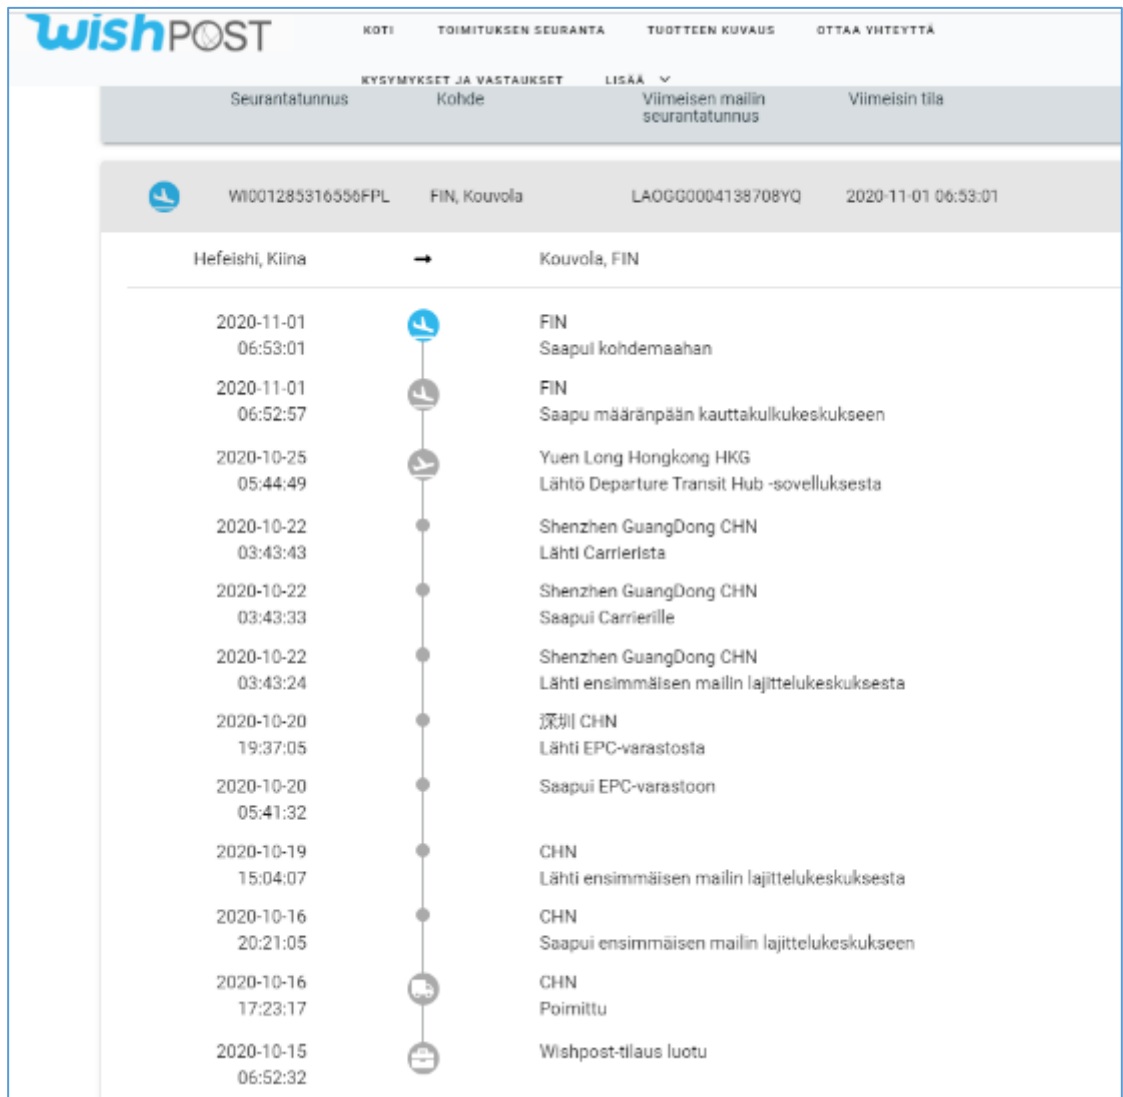 wishPOST
KOTI TOIMITUKSEN SEURANTA TUOTTEEN KUVAUS OTTAA YHTEYTTÄ
KYSYMYKSET JA VASTAUKSET LISÄÄ
Seurantatunnus Kohde Viimeisen mailin seurantatunnus Viimeisin tila
WI001285316556FPL FIN, Kouvola LAOGG0004138708YQ 2020-11-01 06:53:01
Hefeishi, Kiina → Kouvola, FIN
2020-11-01 FIN
06:53:01 Saapui kohdemaahan
2020-11-01 FIN
06:52:57 Saapu määränpään kauttakulkukeskukseen
2020-10-25 Yuen Long Hongkong HKG
05:44:49 Lähtö Departure Transit Hub -sovelluksesta
2020-10-22 Shenzhen GuangDong CHN
03:43:43 Lähti Carrierista
2020-10-22 Shenzhen GuangDong CHN
03:43:33 Saapui Carrierille
2020-10-22 Shenzhen GuangDong CHN
03:43:24 Lähti ensimmäisen mailin lajittelukeskuksesta
2020-10-20 深圳 CHN
19:37:05 Lähti EPC-varastosta
2020-10-20 Saapui EPC-varastoon
05:41:32
2020-10-19 CHN
15:04:07 Lähti ensimmäisen mailin lajittelukeskuksesta
2020-10-16 CHN
20:21:05 Saapui ensimmäisen mailin lajittelukeskukseen
2020-10-16 CHN
17:23:17 Poimittu
2020-10-15 Wishpost-tilaus luotu
06:52:32